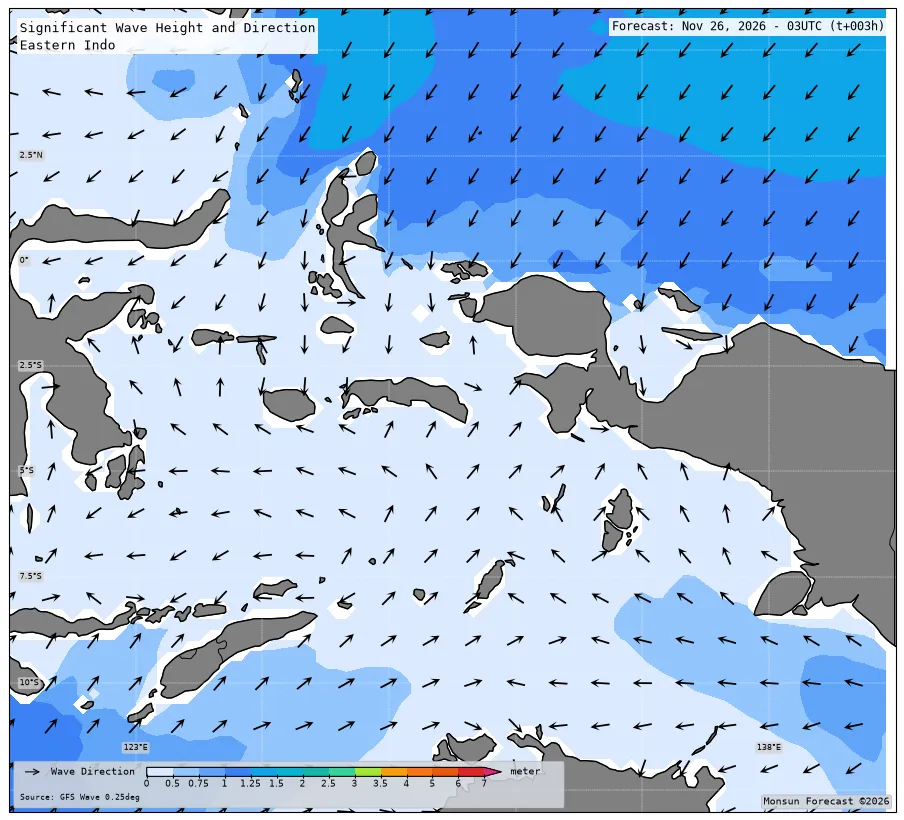 Significant Wave Height and Direction
Eastern Indo
Forecast: Nov 26, 2026 - 03UTC (t+003h)
2.5°N
0°
2.5°S
5°S
7.5°S
10°S
123°E
138°E
Wave Direction
meter
0 0.5 0.75 1 1.25 1.5 2 2.5 3 3.5 4 5 6 7
Source: GFS Wave 0.25deg
Monsun Forecast ©2026